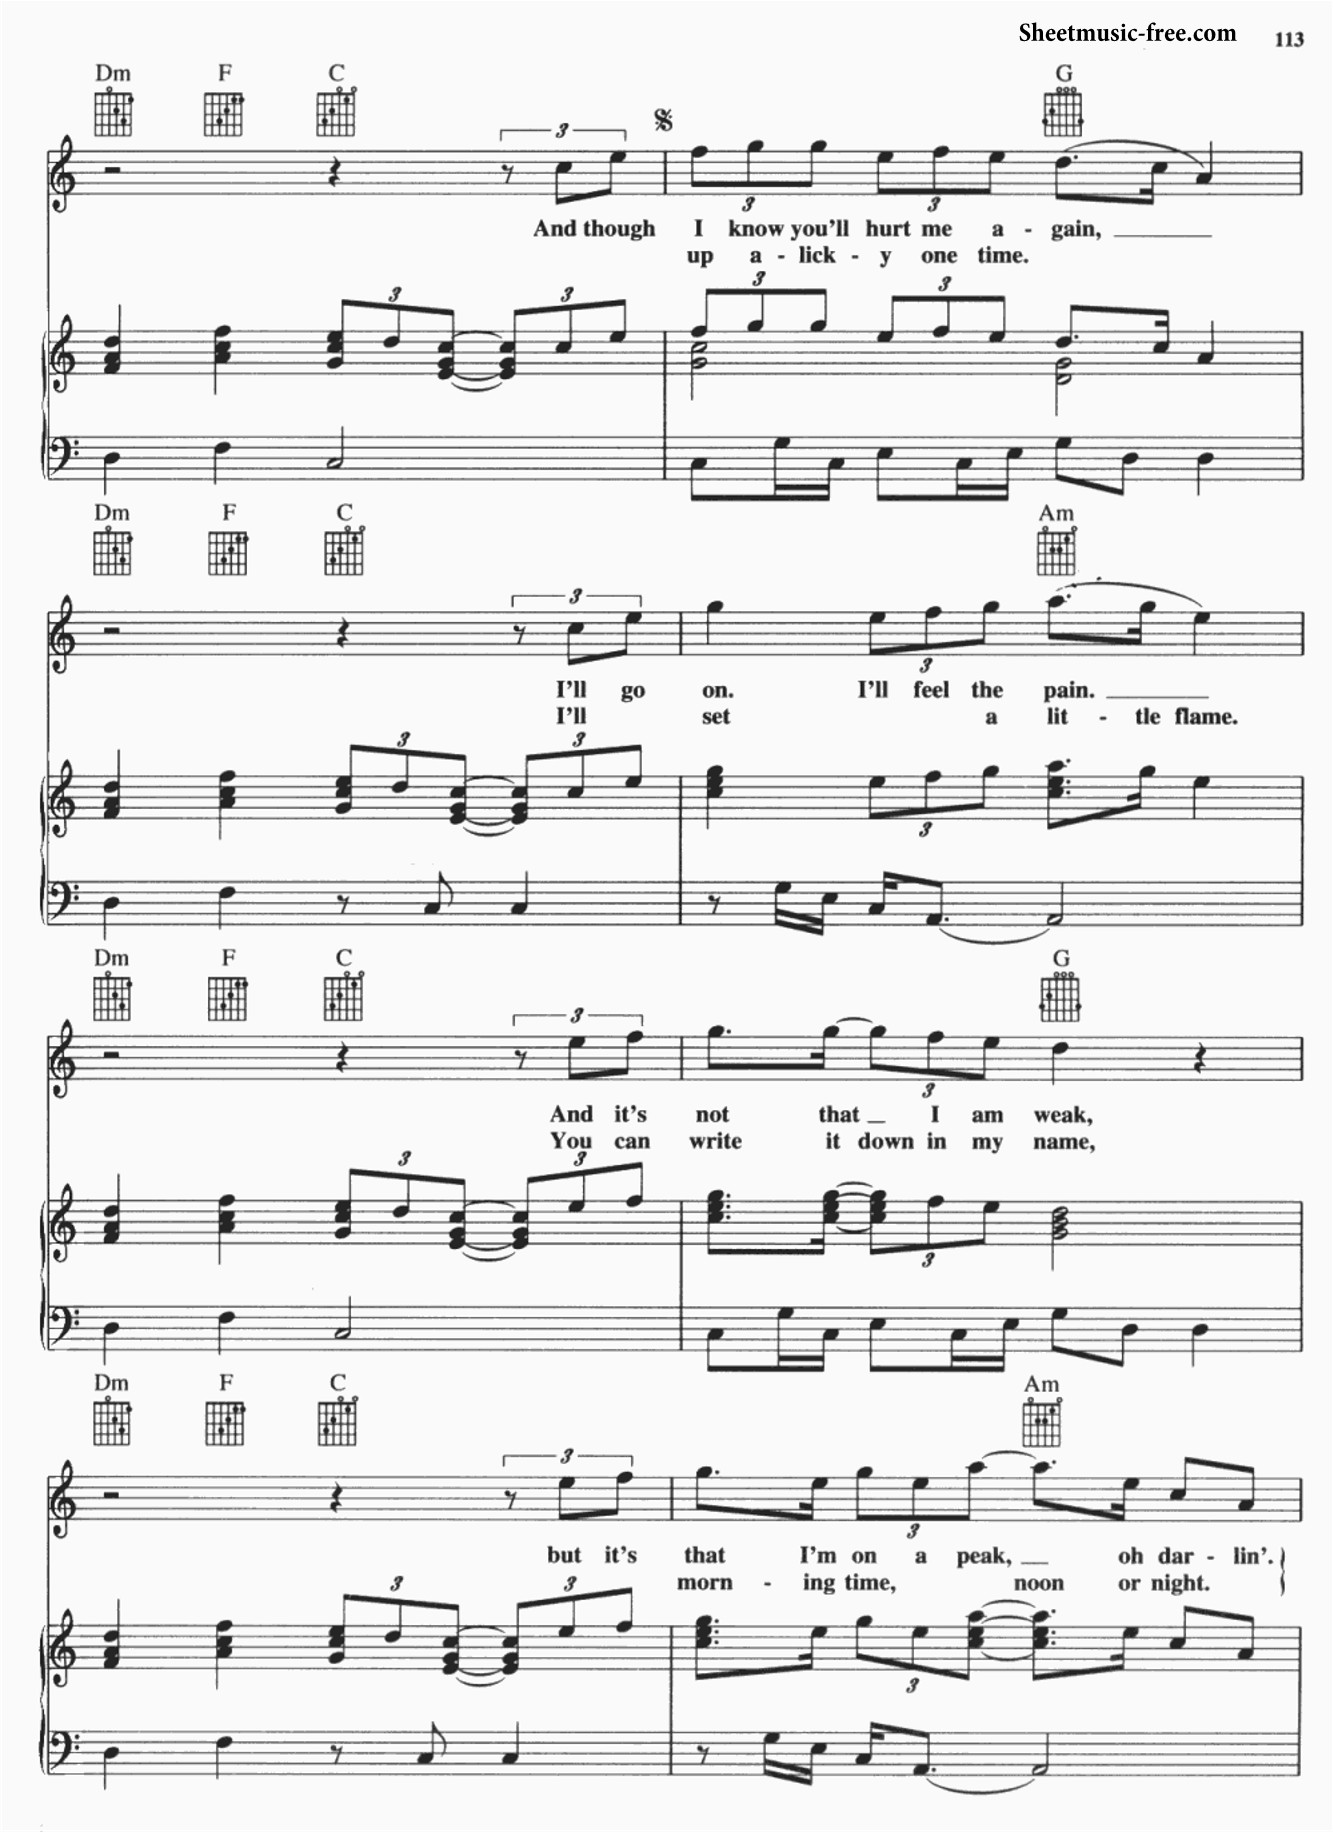 Sheetmusic-free.com 113
Dm F C G
3
And though I know you'll hurt me a - gain,
up a - lick - y one time.
3 3 3 3
Dm F C Am
3
I'll go on. I'll feel the pain.
I'll set a lit - tle flame.
3 3 3
Dm F C G
3
And it's not that I am weak,
You can write it down in my name,
3 3 3
Dm F C Am
3
but it's that I'm on a peak, oh dar - lin'.
morn - ing time, noon or night.
3 3 3